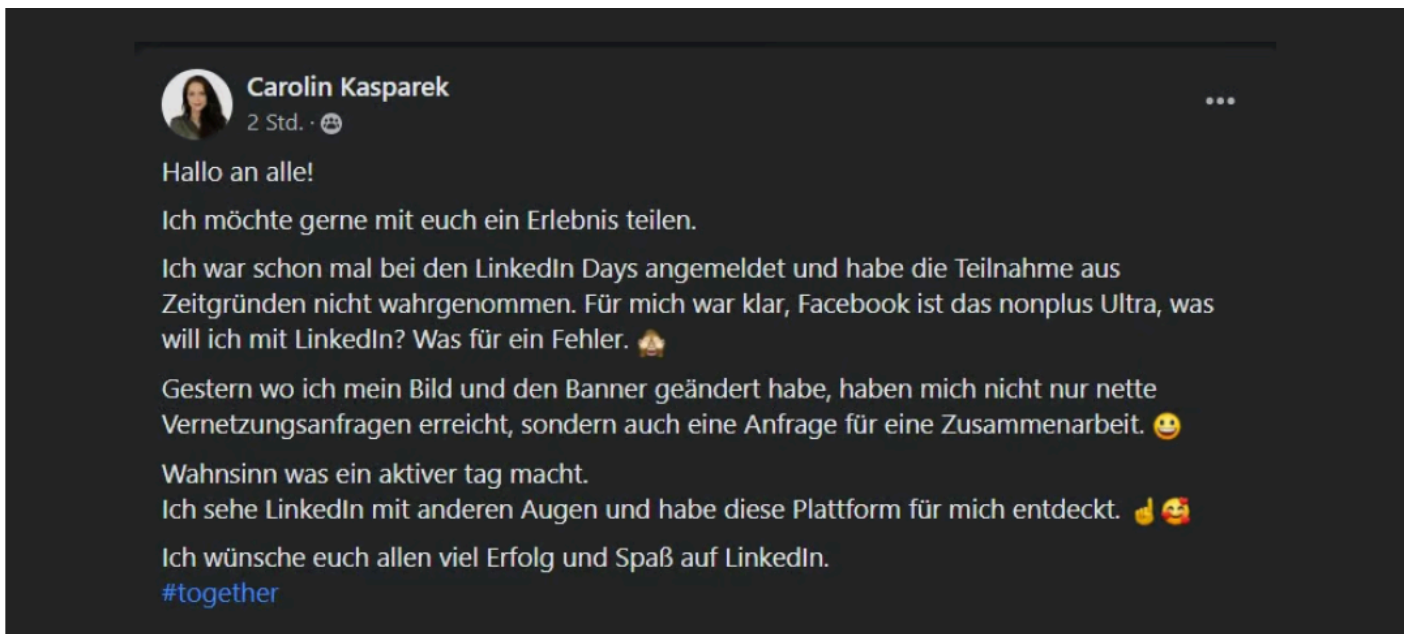 Carolin Kasparek
2 Std. ·
Hallo an alle!
Ich möchte gerne mit euch ein Erlebnis teilen.
Ich war schon mal bei den LinkedIn Days angemeldet und habe die Teilnahme aus
Zeitgründen nicht wahrgenommen. Für mich war klar, Facebook ist das nonplus Ultra, was
will ich mit LinkedIn? Was für ein Fehler. 🙈
Gestern wo ich mein Bild und den Banner geändert habe, haben mich nicht nur nette
Vernetzungsanfragen erreicht, sondern auch eine Anfrage für eine Zusammenarbeit. 😀
Wahnsinn was ein aktiver tag macht.
Ich sehe LinkedIn mit anderen Augen und habe diese Plattform für mich entdeckt. ☝️🥰
Ich wünsche euch allen viel Erfolg und Spaß auf LinkedIn.
#together